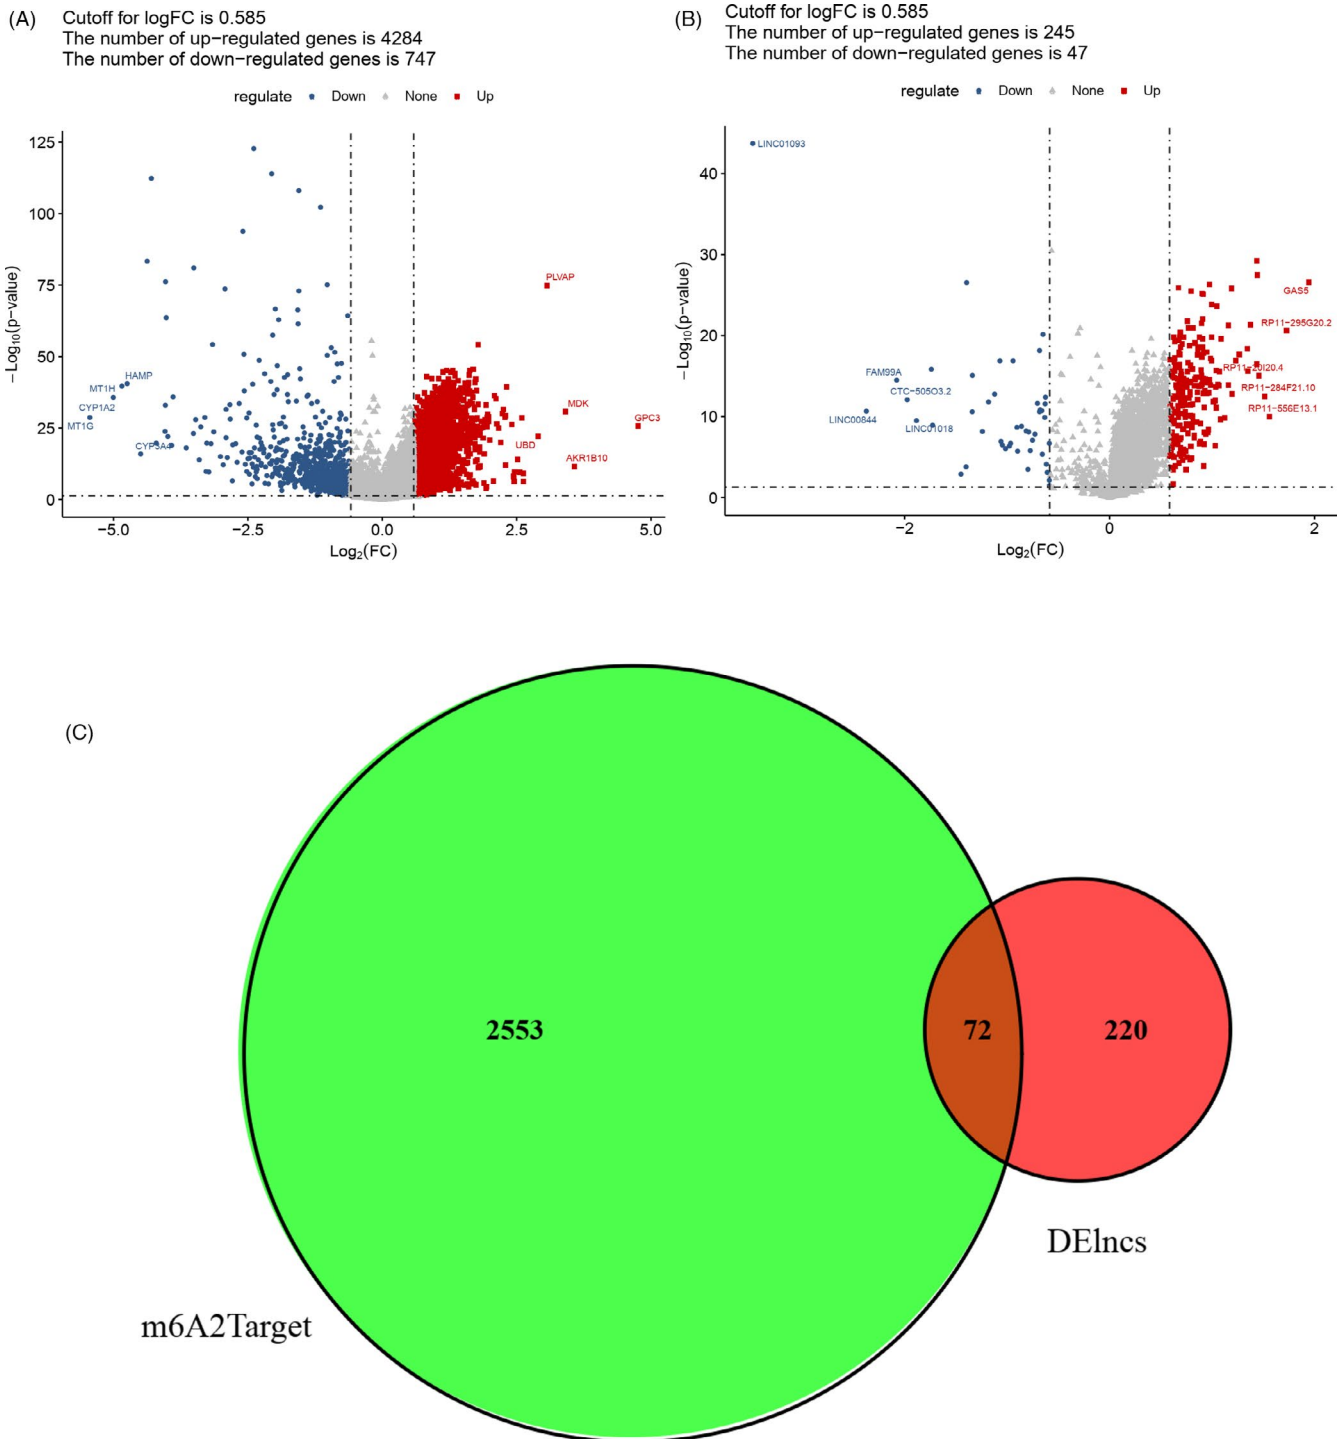 (A)
Cutoff for logFC is 0.585
The number of up−regulated genes is 4284
The number of down−regulated genes is 747
regulate Down None Up
125
100
75
50
25
0
−Log10(p−value)
PLVAP
HAMP
MT1H
CYP1A2
MT1G
CYP3A4
MDK
GPC3
UBD
AKR1B10
−5.0 −2.5 0.0 2.5 5.0
Log2(FC)
(B)
Cutoff for logFC is 0.585
The number of up−regulated genes is 245
The number of down−regulated genes is 47
regulate Down None Up
40
30
20
10
0
−Log10(p−value)
LINC01093
GAS5
RP11−295G20.2
RP11−20I20.4
FAM99A
CTC−505O3.2
RP11−284F21.10
RP11−556E13.1
LINC00844
LINC01018
−2 0 2
Log2(FC)
(C)
2553
72
220
DElncs
m6A2Target